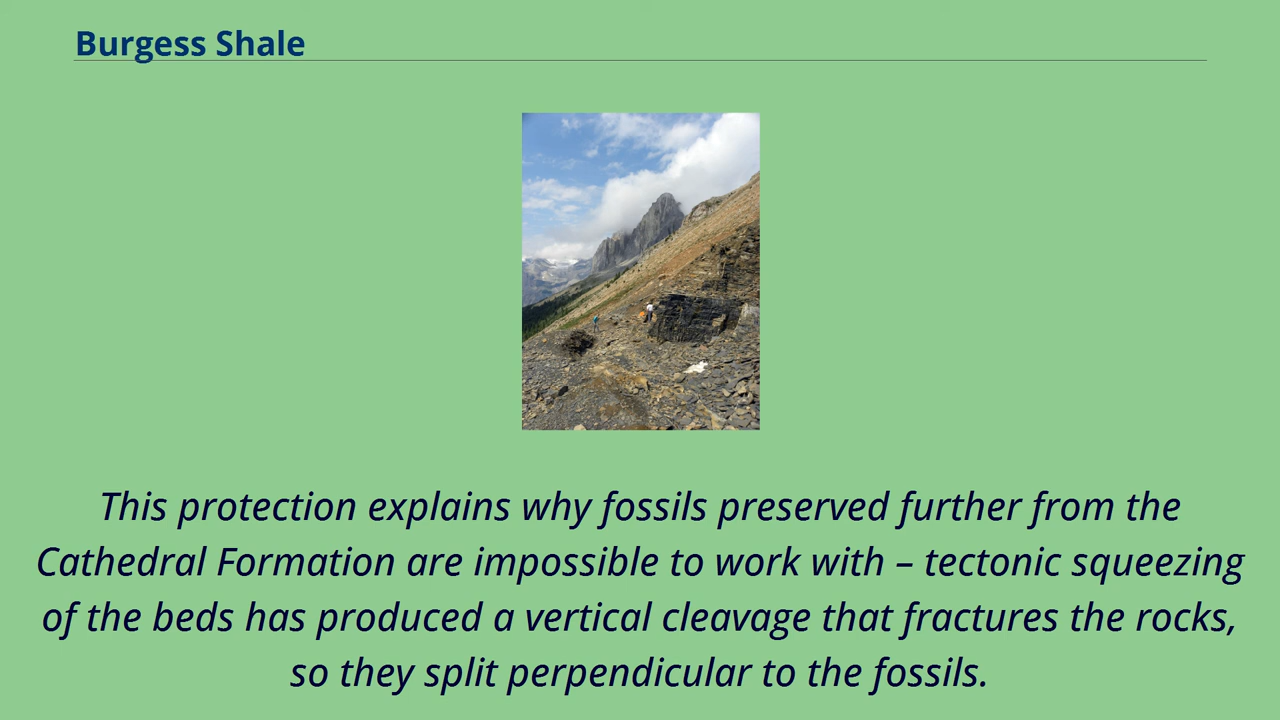 Burgess Shale
This protection explains why fossils preserved further from the
Cathedral Formation are impossible to work with – tectonic squeezing
of the beds has produced a vertical cleavage that fractures the rocks,
so they split perpendicular to the fossils.